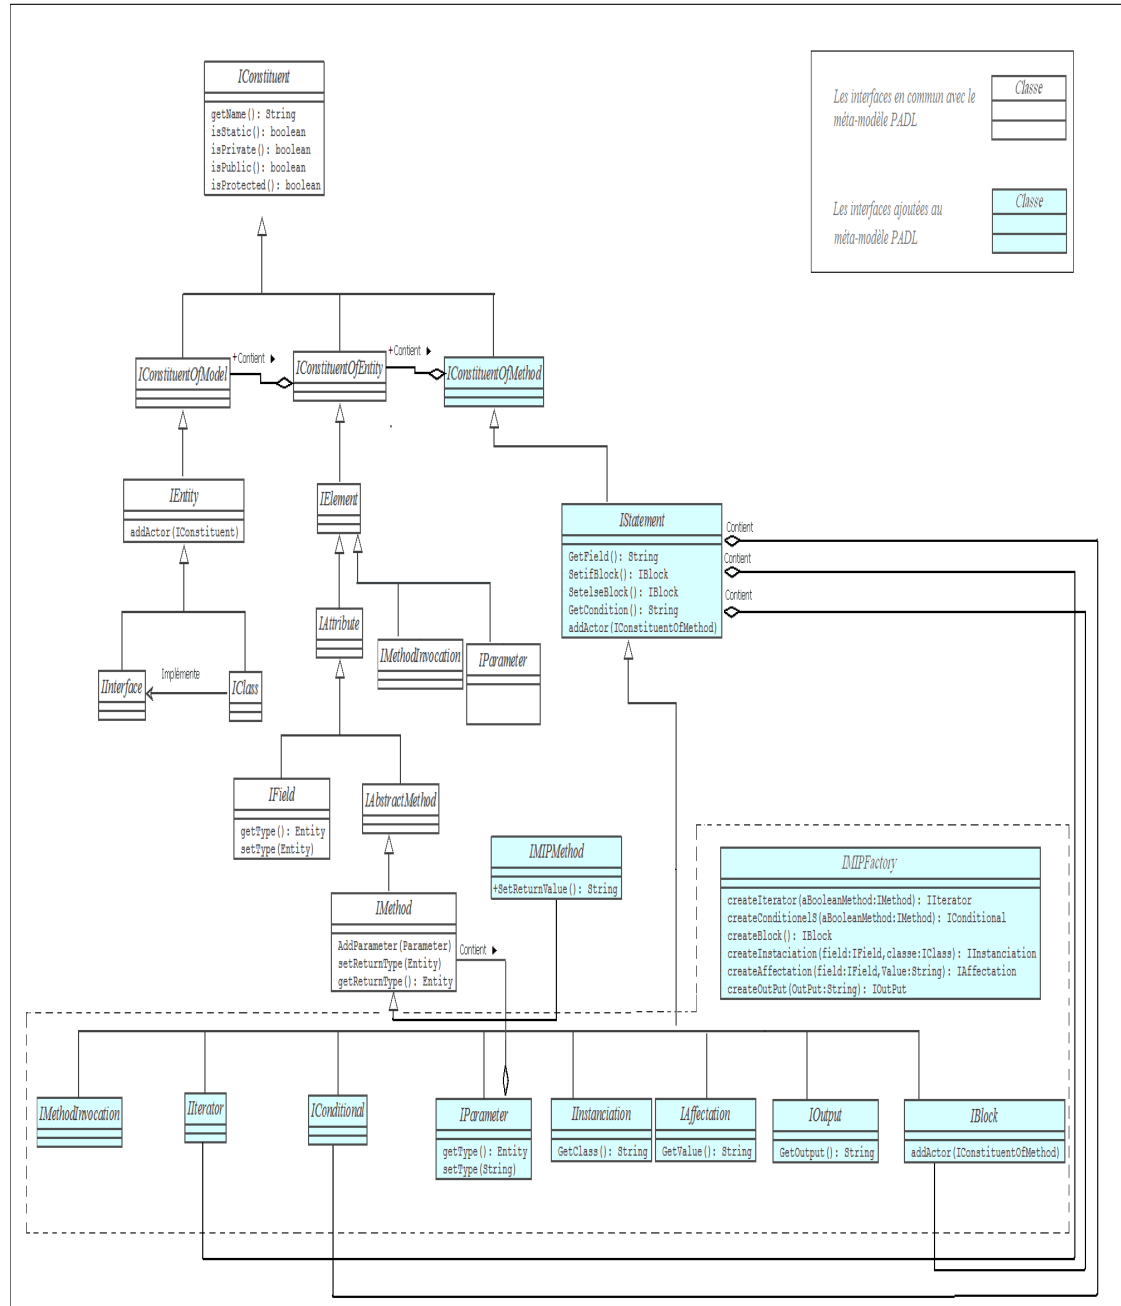 IConstituent
getName(): String
isStatic(): boolean
isPrivate(): boolean
isPublic(): boolean
isProtected(): boolean
Les interfaces en commun avec le
méta-modèle PADL
Classe
Les interfaces ajoutées au
méta-modèle PADL
Classe
IConstituentOfModel
+Contient
IConstituentOfEntity
+Contient
IConstituentOfMethod
IEntity
addActor(IConstituent)
IElement
IStatement
GetField(): String
SetifBlock(): IBlock
SetelseBlock(): IBlock
GetCondition(): String
addActor(IConstituentOfMethod)
Contient
Contient
Contient
IAttribute
IMethodInvocation
IParameter
IInterface
Implémente
IClass
IField
getType(): Entity
setType(Entity)
IAbstractMethod
IMIPMethod
+SetReturnValue(): String
IMIPFactory
createIterator(aBooleanMethod:IMethod): IIterator
createConditionelS(aBooleanMethod:IMethod): IConditional
createBlock(): IBlock
createInstaciation(field:IField,classe:IClass): IInstanciation
createAffectation(field:IField,Value:String): IAffectation
createOutPut(OutPut:String): IOutPut
IMethod
AddParameter(Parameter)
setReturnType(Entity)
getReturnType(): Entity
Contient
IMethodInvocation
IIterator
IConditional
IParameter
getType(): Entity
setType(String)
IInstanciation
GetClass(): String
IAffectation
GetValue(): String
IOutput
GetOutput(): String
IBlock
addActor(IConstituentOfMethod)